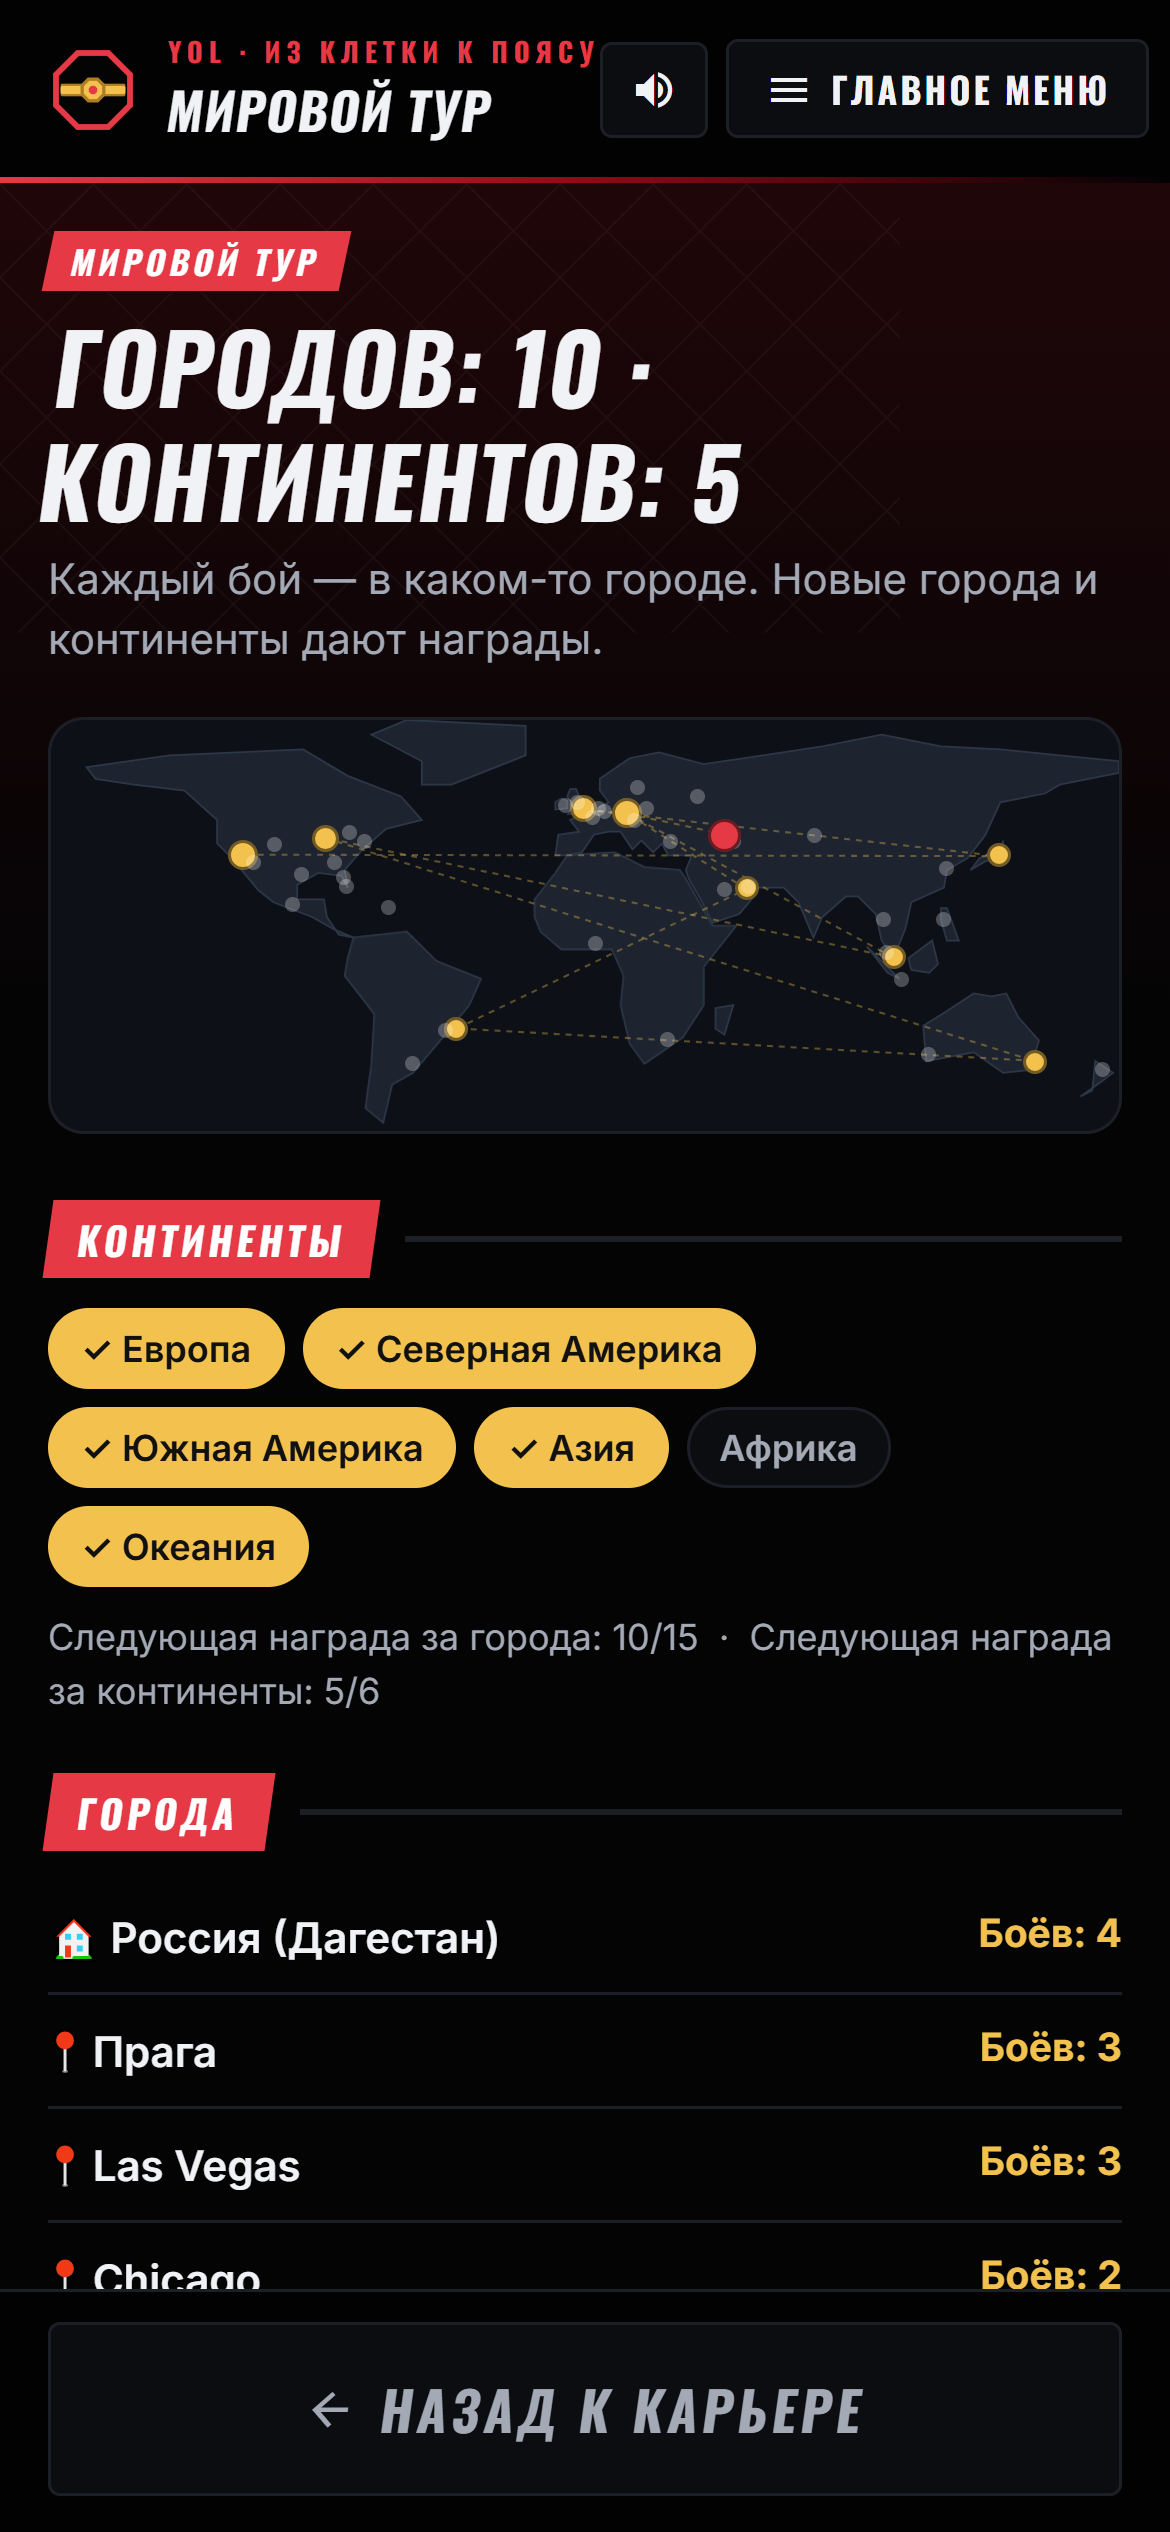 YOL · ИЗ КЛЕТКИ К ПОЯСУ
МИРОВОЙ ТУР
ГЛАВНОЕ МЕНЮ
МИРОВОЙ ТУР
ГОРОДОВ: 10 ·
КОНТИНЕНТОВ: 5
Каждый бой — в каком-то городе. Новые города и
континенты дают награды.
КОНТИНЕНТЫ
✓ Европа
✓ Северная Америка
✓ Южная Америка
✓ Азия
Африка
✓ Океания
Следующая награда за города: 10/15 · Следующая награда
за континенты: 5/6
ГОРОДА
Россия (Дагестан)
Боёв: 4
Прага
Боёв: 3
Las Vegas
Боёв: 3
Chicago
Боёв: 2
← НАЗАД К КАРЬЕРЕ